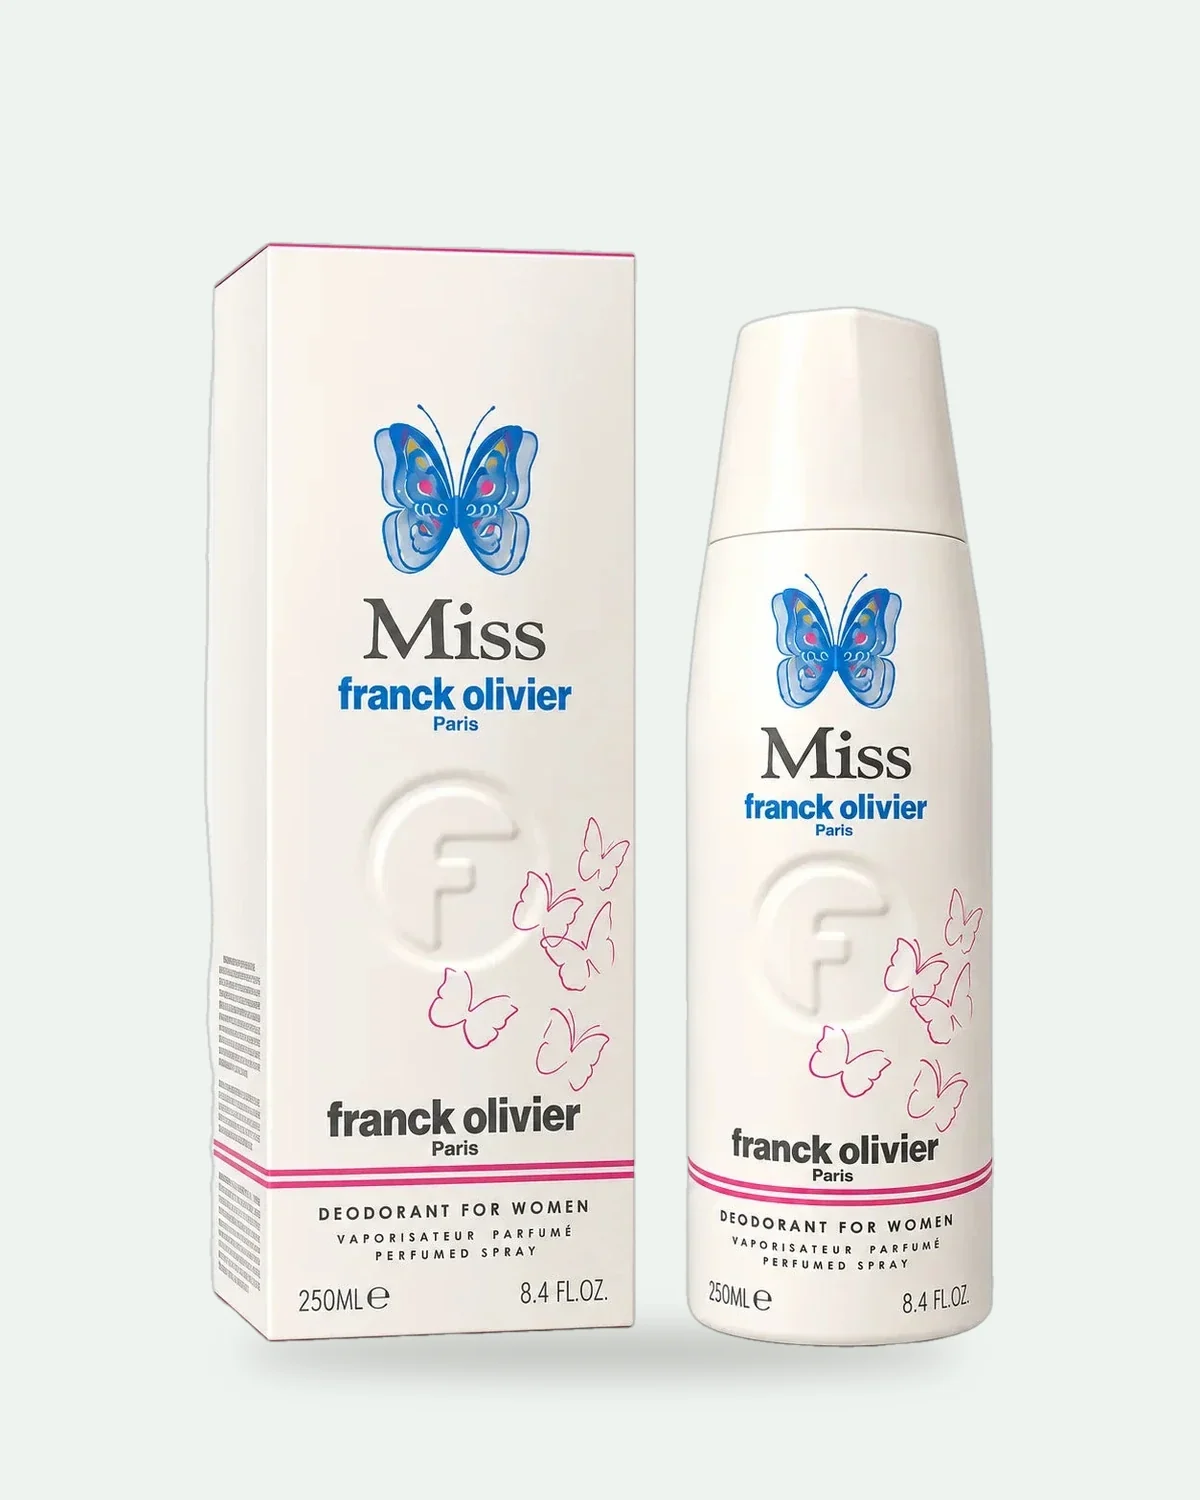 Miss
franck olivier
Paris
F
franck olivier
Paris
DEODORANT FOR WOMEN
VAPORISATEUR PARFUMÉ
PERFUMED SPRAY
250ML℮
8.4 FL.OZ.
Miss
franck olivier
Paris
F
franck olivier
Paris
DEODORANT FOR WOMEN
VAPORISATEUR PARFUMÉ
PERFUMED SPRAY
250ML℮
8.4 FL.OZ.